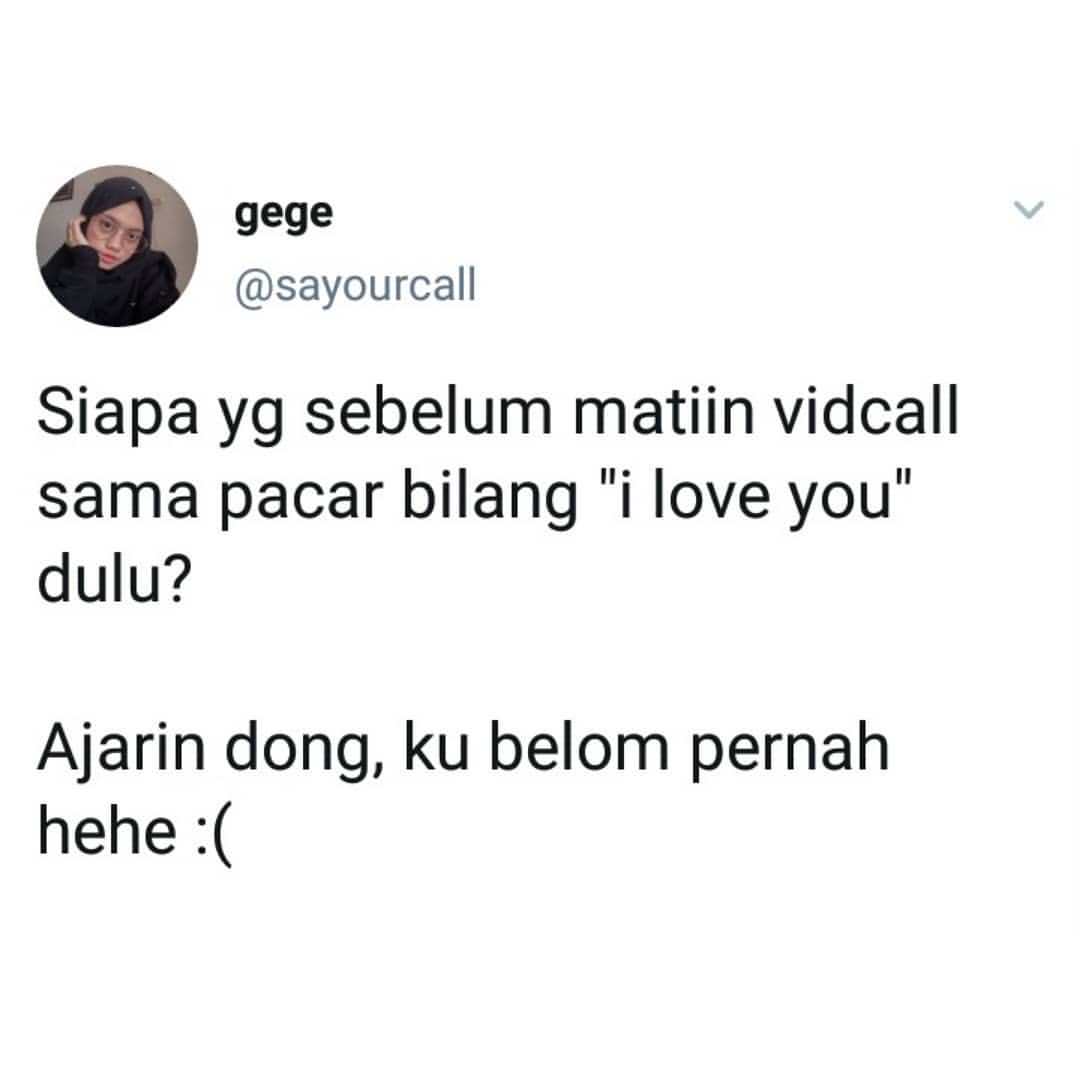 gege
@sayourcall
Siapa yg sebelum matiin vidcall
sama pacar bilang "i love you"
dulu?
Ajarin dong, ku belom pernah
hehe :(